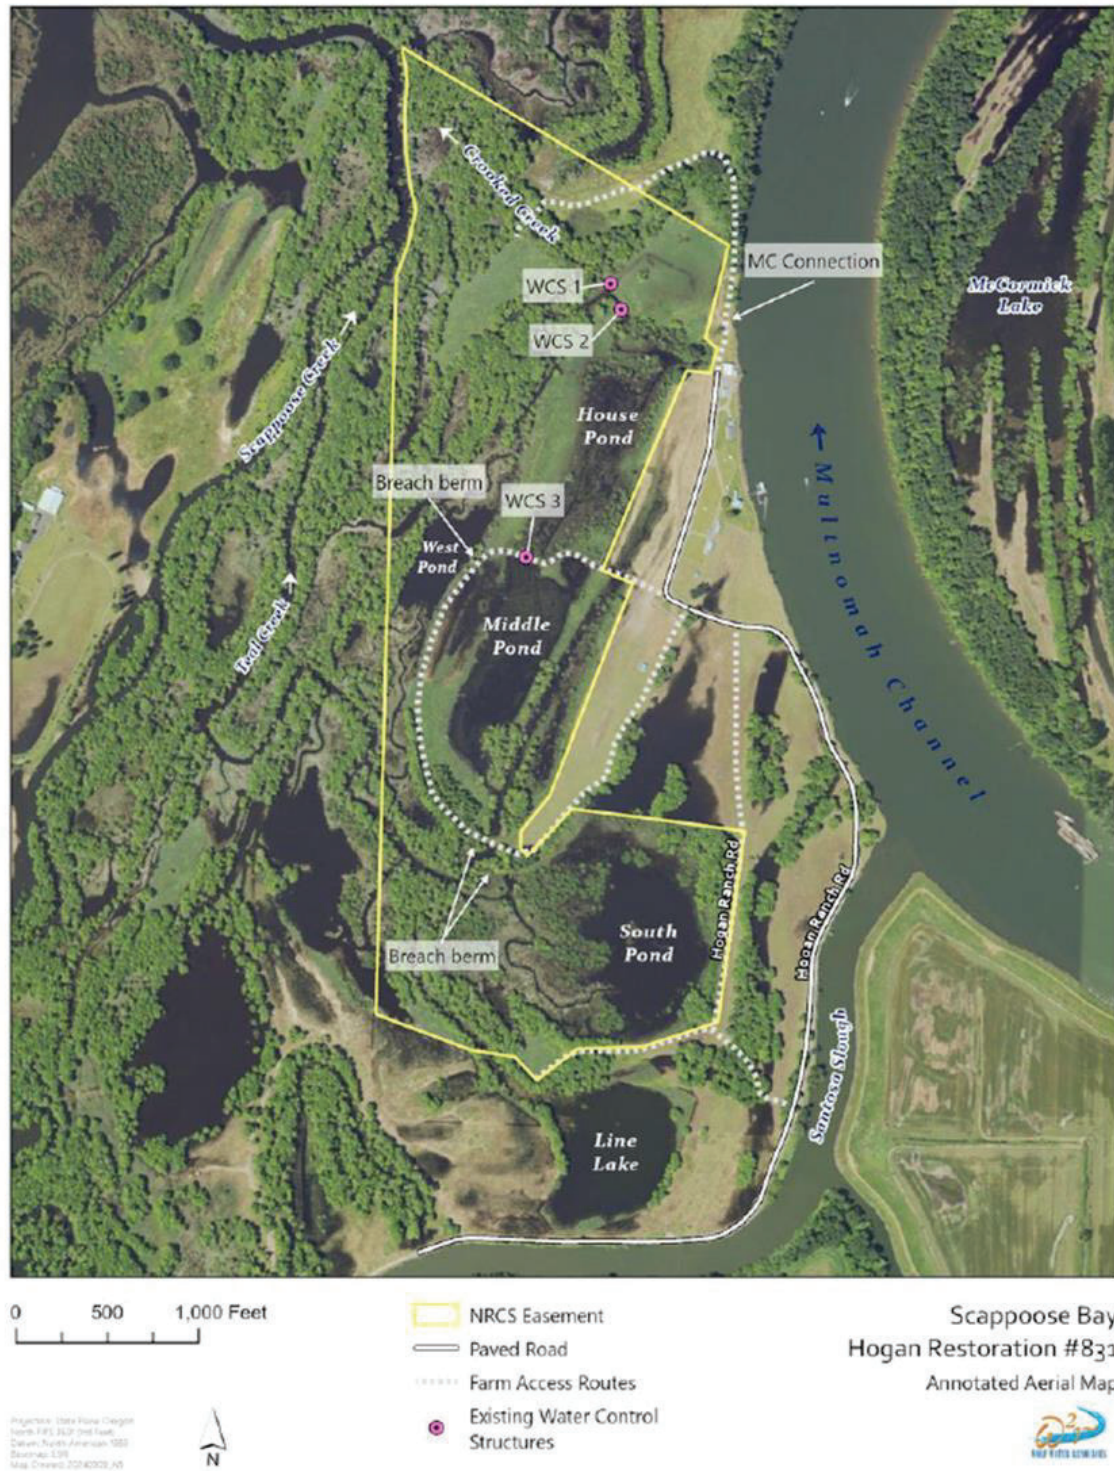 Crooked Creek
MC Connection
WCS 1
McCormick
Lake
WCS 2
Scappoose Creek
House
Pond
Breach berm
WCS 3
West
Pond
Multnomah Channel
Middle
Pond
Teal Creek
Hogan Ranch Rd
Hogan Ranch Rd
South
Pond
Breach berm
Santosa Slough
Line
Lake
0 500 1,000 Feet
NRCS Easement
Paved Road
Farm Access Routes
Existing Water Control
Structures
N
Scappoose Bay
Hogan Restoration #831
Annotated Aerial Map